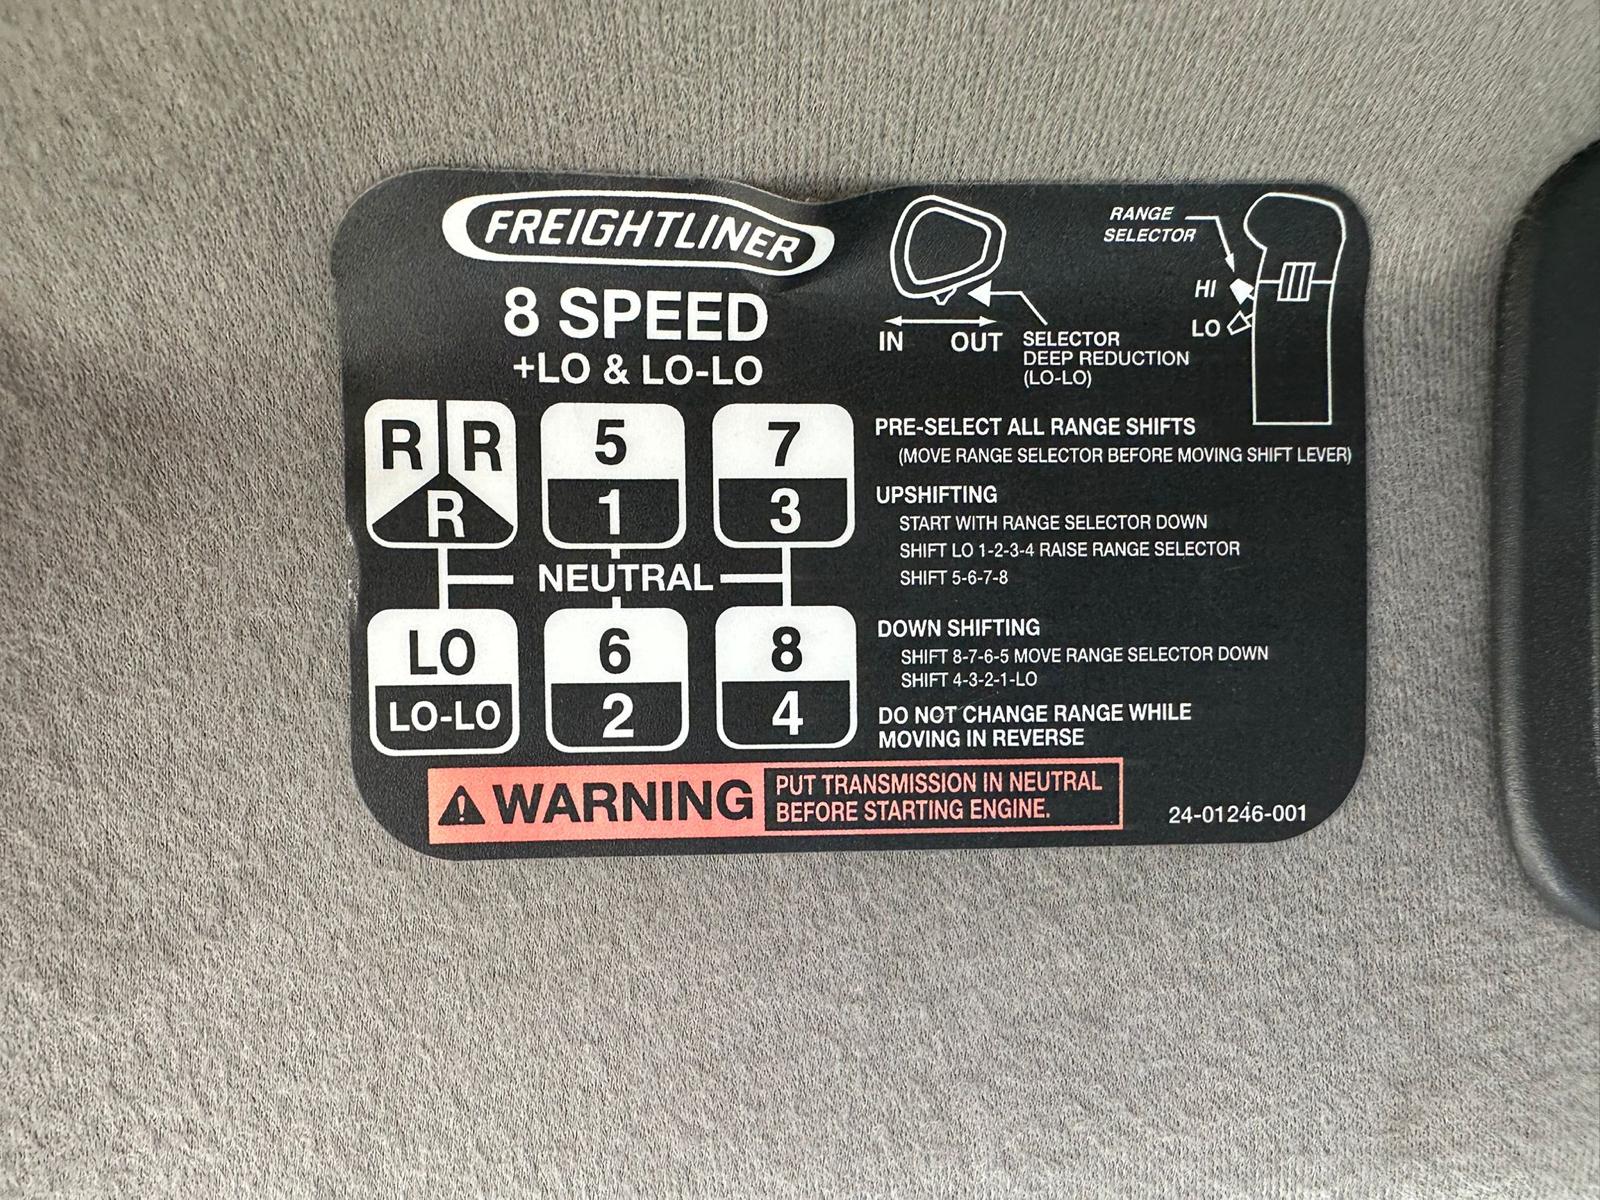 FREIGHTLINER
8 SPEED
+LO & LO-LO
R R
R
5
1
7
3
NEUTRAL
LO
LO-LO
6
2
8
4
IN OUT
SELECTOR
DEEP REDUCTION
(LO-LO)
RANGE
SELECTOR
HI
LO
PRE-SELECT ALL RANGE SHIFTS
(MOVE RANGE SELECTOR BEFORE MOVING SHIFT LEVER)
UPSHIFTING
START WITH RANGE SELECTOR DOWN
SHIFT LO 1-2-3-4 RAISE RANGE SELECTOR
SHIFT 5-6-7-8
DOWN SHIFTING
SHIFT 8-7-6-5 MOVE RANGE SELECTOR DOWN
SHIFT 4-3-2-1-LO
DO NOT CHANGE RANGE WHILE
MOVING IN REVERSE
WARNING
PUT TRANSMISSION IN NEUTRAL
BEFORE STARTING ENGINE.
24-01246-001